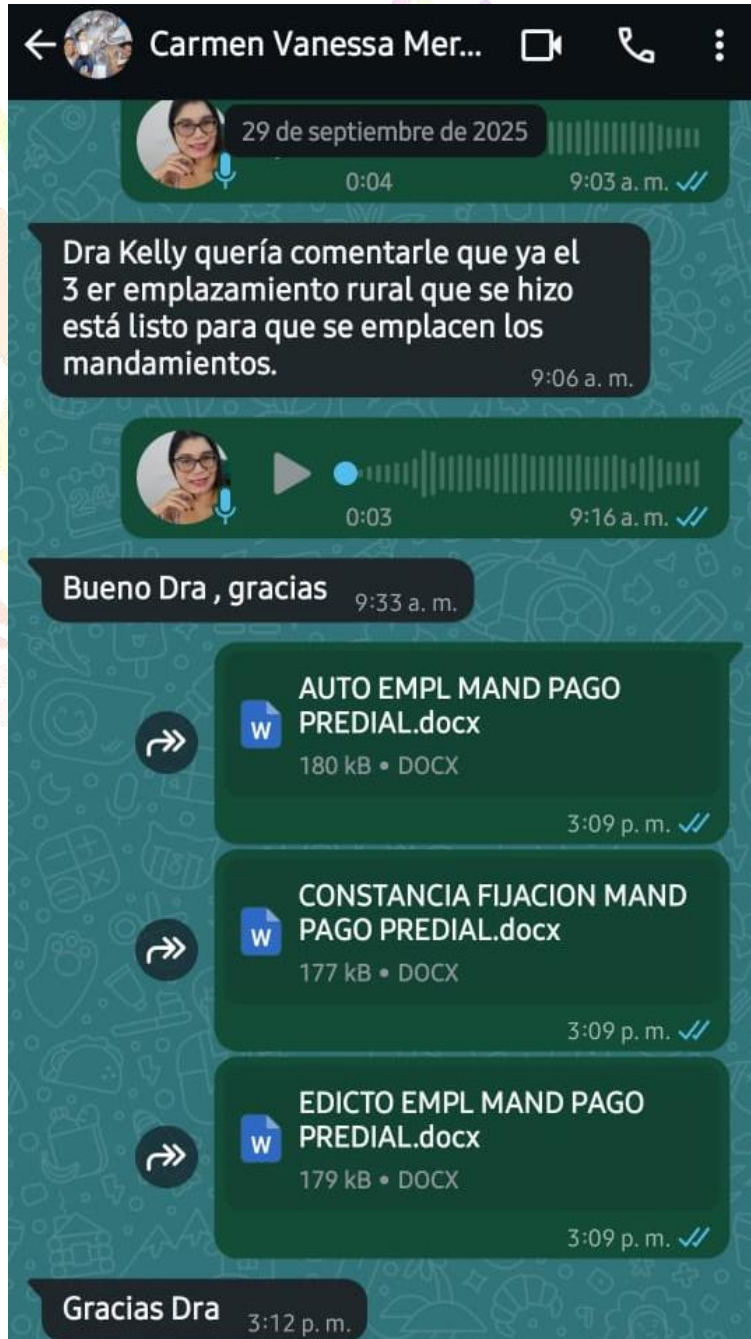 Carmen Vanessa Mer...
29 de septiembre de 2025
0:04 9:03 a. m.
Dra Kelly quería comentarle que ya el
3 er emplazamiento rural que se hizo
está listo para que se emplacen los
mandamientos.
9:06 a. m.
0:03 9:16 a. m.
Bueno Dra , gracias 9:33 a. m.
AUTO EMPL MAND PAGO
W PREDIAL.docx
180 kB • DOCX
3:09 p. m.
CONSTANCIA FIJACION MAND
W PAGO PREDIAL.docx
177 kB • DOCX
3:09 p. m.
EDICTO EMPL MAND PAGO
W PREDIAL.docx
179 kB • DOCX
3:09 p. m.
Gracias Dra 3:12 p. m.